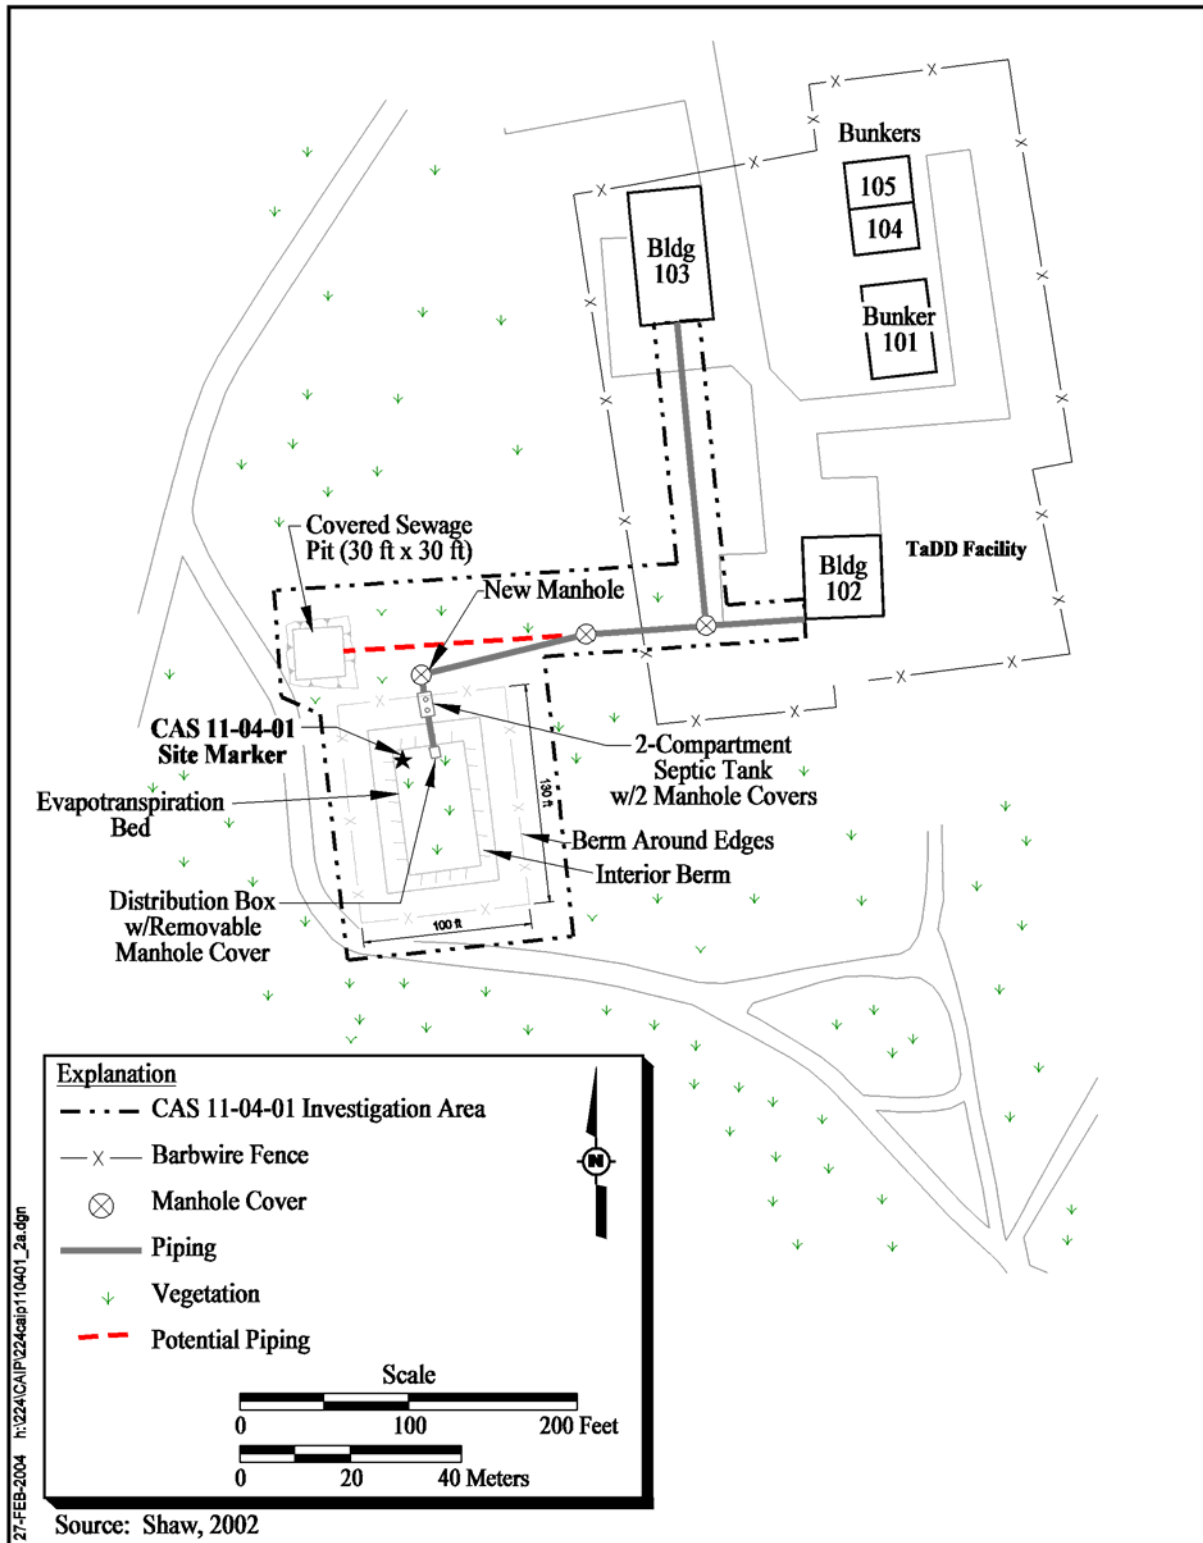 Bunkers
105
104
Bldg
103
Bunker
101
Covered Sewage
Pit (30 ft x 30 ft)
TaDD Facility
Bldg
102
New Manhole
CAS 11-04-01
Site Marker
2-Compartment
Septic Tank
w/2 Manhole Covers
130 ft
Evapotranspiration
Bed
Berm Around Edges
Interior Berm
Distribution Box
w/Removable
Manhole Cover
100 ft
Explanation
CAS 11-04-01 Investigation Area
Barbwire Fence
Manhole Cover
Piping
Vegetation
Potential Piping
N
Scale
0 100 200 Feet
0 20 40 Meters
Source: Shaw, 2002
27-FEB-2004 h:\224\CAIP\224caip110401_2a.dgn